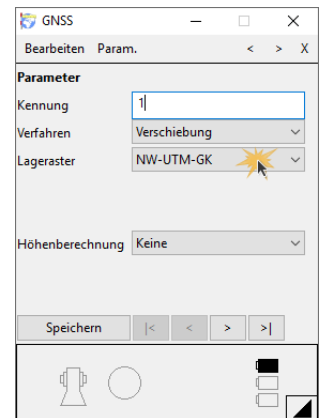 GNSS
Bearbeiten Param. < > X
Parameter
Kennung 1
Verfahren Verschiebung
Lageraster NW-UTM-GK
Höhenberechnung Keine
Speichern |< < > >|